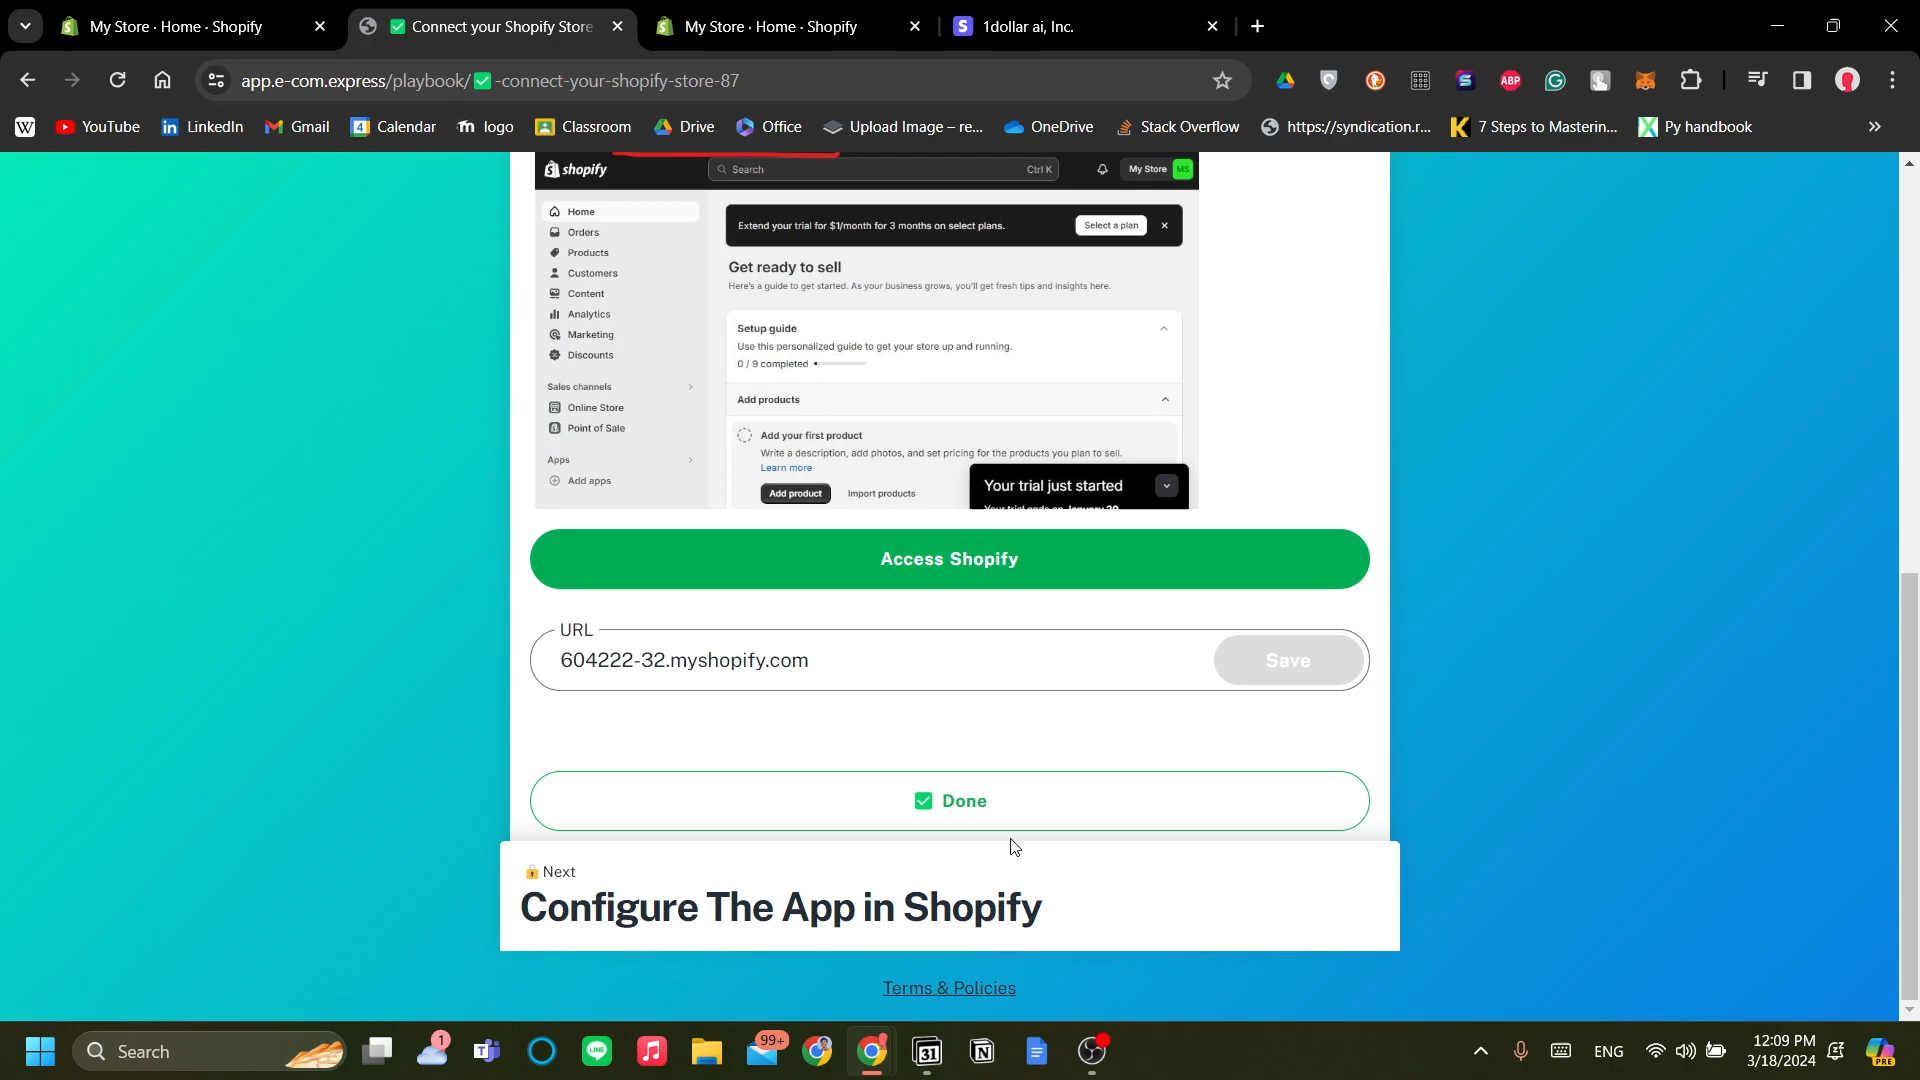 My Store · Home · Shopify
Connect your Shopify Store
My Store · Home · Shopify
1dollar ai, Inc.
app.e-com.express/playbook/✅-connect-your-shopify-store-87
YouTube
LinkedIn
Gmail
Calendar
logo
Classroom
Drive
Office
Upload Image – re...
OneDrive
Stack Overflow
https://syndication.r...
7 Steps to Masterin...
Py handbook
shopify
Search
Ctrl K
My Store
MS
Home
Orders
Products
Customers
Content
Analytics
Marketing
Discounts
Sales channels
Online Store
Point of Sale
Apps
Add apps
Extend your trial for $1/month for 3 months on select plans.
Select a plan
Get ready to sell
Here's a guide to get started. As your business grows, you'll get fresh tips and insights here.
Setup guide
Use this personalized guide to get your store up and running.
0 / 9 completed
Add products
Add your first product
Write a description, add photos, and set pricing for the products you plan to sell.
Learn more
Add product
Import products
Your trial just started
Access Shopify
URL
604222-32.myshopify.com
Save
Done
Next
Configure The App in Shopify
Terms & Policies
Search
1
99+
31
ENG
12:09 PM
3/18/2024